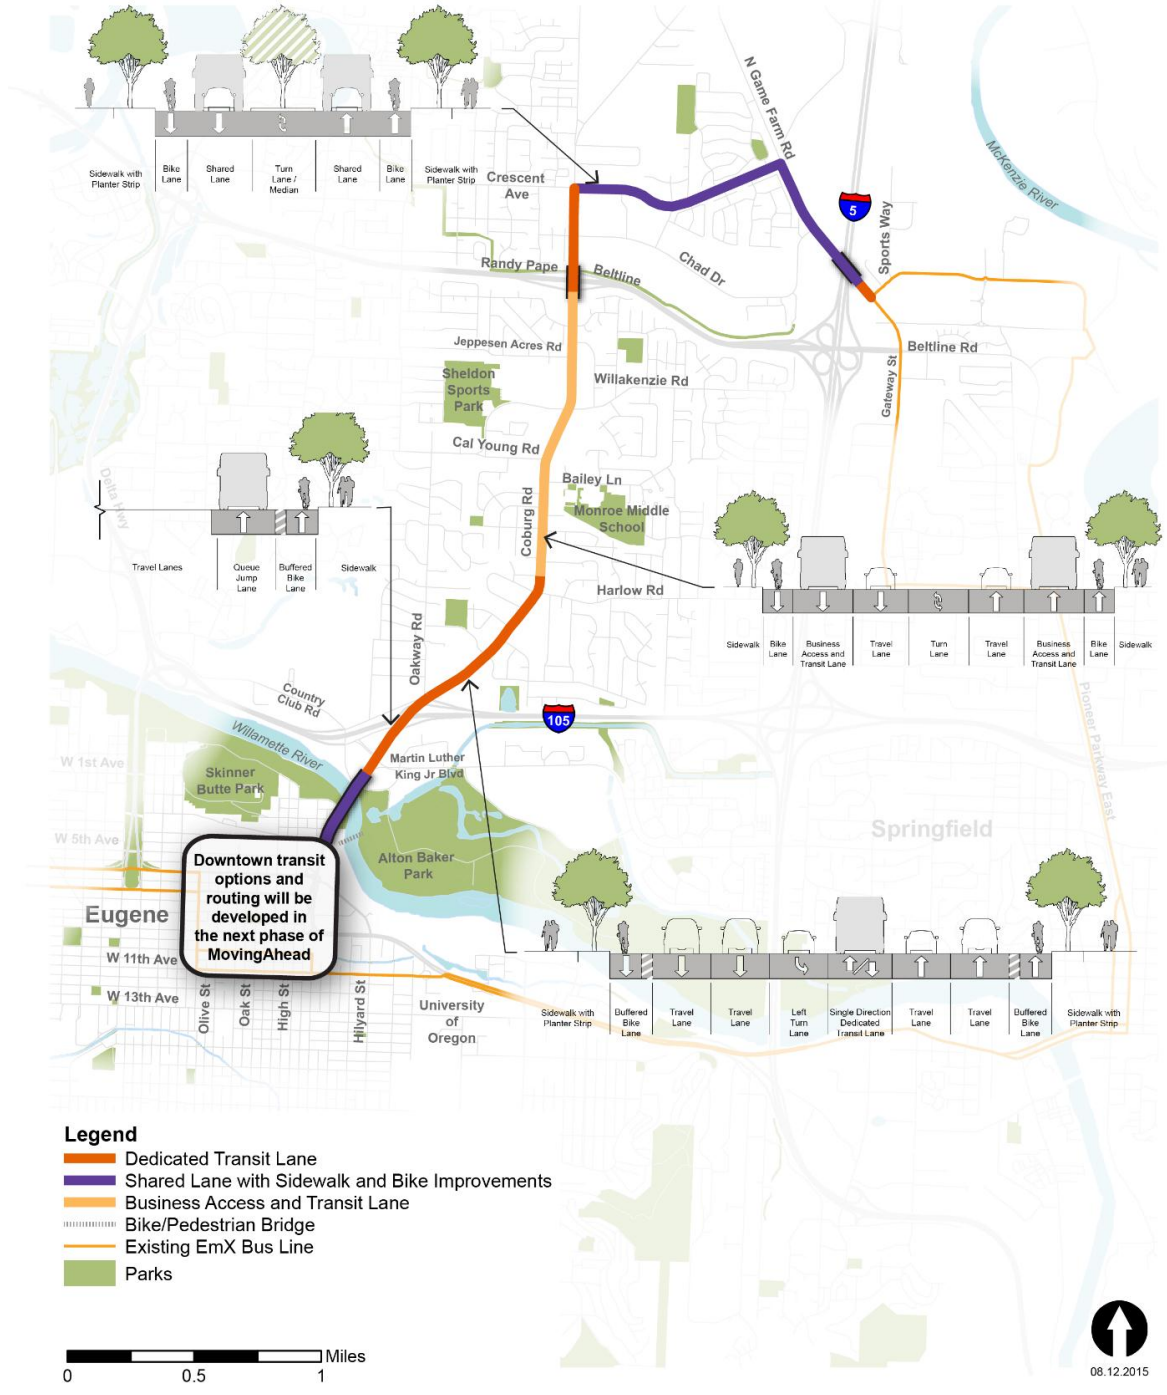 Sidewalk with
Planter Strip
Bike
Lane
Shared
Lane
Turn
Lane /
Median
Shared
Lane
Bike
Lane
Sidewalk with
Planter Strip
N Game Farm Rd
McKenzie River
Crescent
Ave
5
Sports Way
Randy Pape
Beltline
Chad Dr
Jeppesen Acres Rd
Beltline Rd
Gateway St
Sheldon
Sports
Park
Willakenzie Rd
Cal Young Rd
Delta Hwy
Bailey Ln
Coburg Rd
Monroe Middle
School
Travel Lanes
Queue
Jump
Lane
Buffered
Bike
Lane
Sidewalk
Harlow Rd
Oakway Rd
Sidewalk
Bike
Lane
Business
Access and
Transit Lane
Travel
Lane
Turn
Lane
Travel
Lane
Business
Access and
Transit Lane
Bike
Lane
Sidewalk
Country
Club Rd
105
Pioneer Parkway East
Willamette River
W 1st Ave
Martin Luther
King Jr Blvd
Skinner
Butte Park
Springfield
W 5th Ave
Alton Baker
Park
Downtown transit
options and
routing will be
developed in
the next phase of
MovingAhead
Eugene
W 11th Ave
W 13th Ave
Olive St
Oak St
High St
Hilyard St
University
of
Oregon
Sidewalk with
Planter Strip
Buffered
Bike
Lane
Travel
Lane
Travel
Lane
Left
Turn
Lane
Single Direction
Dedicated
Transit Lane
Travel
Lane
Travel
Lane
Buffered
Bike
Lane
Sidewalk with
Planter Strip
Legend
Dedicated Transit Lane
Shared Lane with Sidewalk and Bike Improvements
Business Access and Transit Lane
Bike/Pedestrian Bridge
Existing EmX Bus Line
Parks
Miles
0 0.5 1
08.12.2015